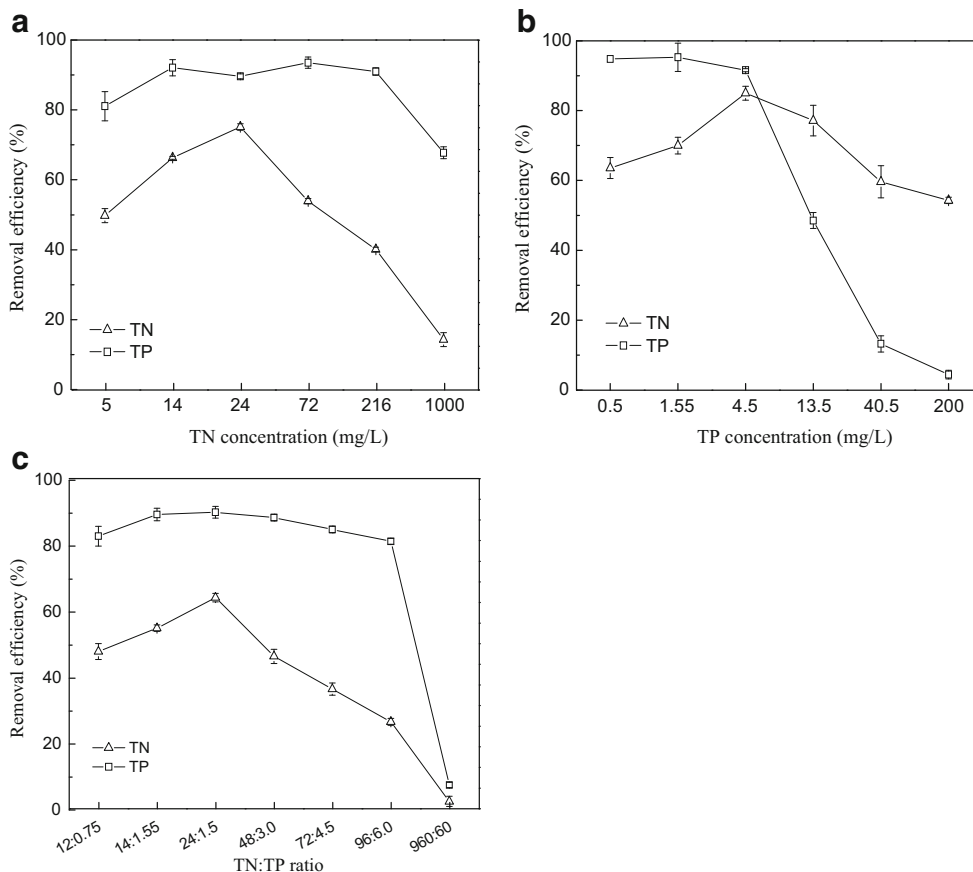 a
100
80
60
40
20
0
Removal efficiency (%)
TN
TP
5 14 24 72 216 1000
TN concentration (mg/L)
b
100
80
60
40
20
0
Removal efficiency (%)
TN
TP
0.5 1.55 4.5 13.5 40.5 200
TP concentration (mg/L)
c
100
80
60
40
20
0
Removal efficiency (%)
TN
TP
12:0.75 14:1.55 24:1.5 48:3.0 72:4.5 96:6.0 960:60
TN:TP ratio